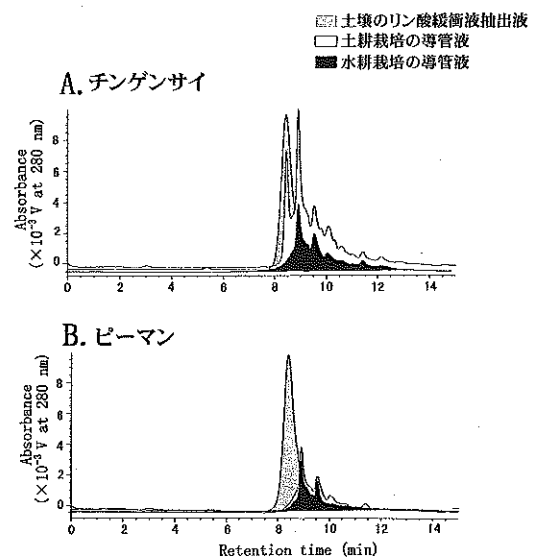 土壌のリン酸緩衝液抽出液
土耕栽培の導管液
水耕栽培の導管液
A. チンゲンサイ
Absorbance
(×10⁻³ V at 280 nm)
8
6
4
2
0
0 2 4 6 8 10 12 14
B. ピーマン
Absorbance
(×10⁻³ V at 280 nm)
8
6
4
2
0
0 2 4 6 8 10 12 14
Retention time (min)